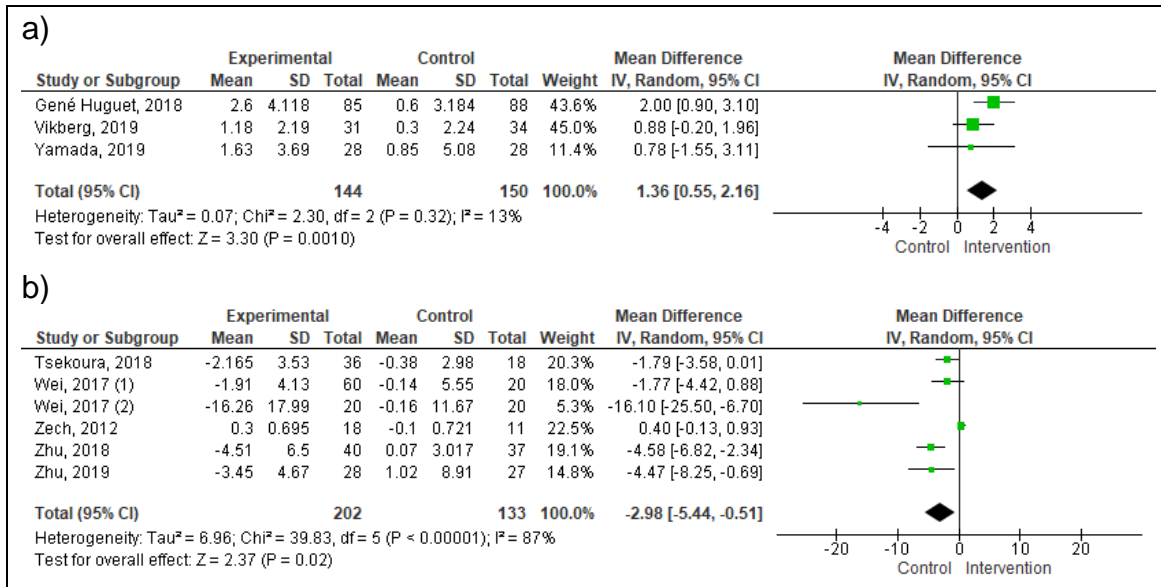 a)
Experimental Control Mean Difference Mean Difference
Study or Subgroup Mean SD Total Mean SD Total Weight IV, Random, 95% CI IV, Random, 95% CI
Gené Huguet, 2018 2.6 4.118 85 0.6 3.184 88 43.6% 2.00 [0.90, 3.10]
Vikberg, 2019 1.18 2.19 31 0.3 2.24 34 45.0% 0.88 [-0.20, 1.96]
Yamada, 2019 1.63 3.69 28 0.85 5.08 28 11.4% 0.78 [-1.55, 3.11]
Total (95% CI) 144 150 100.0% 1.36 [0.55, 2.16]
Heterogeneity: Tau² = 0.07; Chi² = 2.30, df = 2 (P = 0.32); I² = 13%
Test for overall effect: Z = 3.30 (P = 0.0010)
-4 -2 0 2 4
Control Intervention
b)
Experimental Control Mean Difference Mean Difference
Study or Subgroup Mean SD Total Mean SD Total Weight IV, Random, 95% CI IV, Random, 95% CI
Tsekoura, 2018 -2.165 3.53 36 -0.38 2.98 18 20.3% -1.79 [-3.58, 0.01]
Wei, 2017 (1) -1.91 4.13 60 -0.14 5.55 20 18.0% -1.77 [-4.42, 0.88]
Wei, 2017 (2) -16.26 17.99 20 -0.16 11.67 20 5.3% -16.10 [-25.50, -6.70]
Zech, 2012 0.3 0.695 18 -0.1 0.721 11 22.5% 0.40 [-0.13, 0.93]
Zhu, 2018 -4.51 6.5 40 0.07 3.017 37 19.1% -4.58 [-6.82, -2.34]
Zhu, 2019 -3.45 4.67 28 1.02 8.91 27 14.8% -4.47 [-8.25, -0.69]
Total (95% CI) 202 133 100.0% -2.98 [-5.44, -0.51]
Heterogeneity: Tau² = 6.96; Chi² = 39.83, df = 5 (P < 0.00001); I² = 87%
Test for overall effect: Z = 2.37 (P = 0.02)
-20 -10 0 10 20
Control Intervention